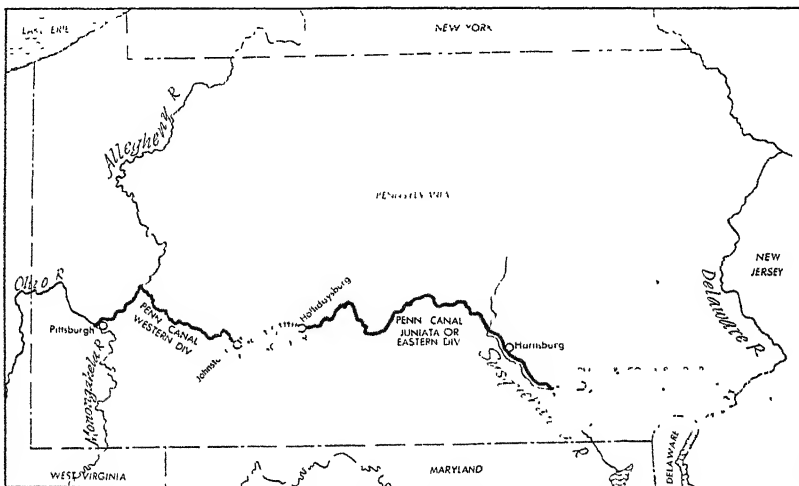 NEW YORK
Allegheny R
NEW
JERSEY
Delaware R
Ohio R
Pittsburgh
PENN CANAL
WESTERN DIV
Hollidaysburg
PENN CANAL
JUNIATA OR
EASTERN DIV
Harrisburg
R
WEST VIRGINIA
MARYLAND
DELAWARE